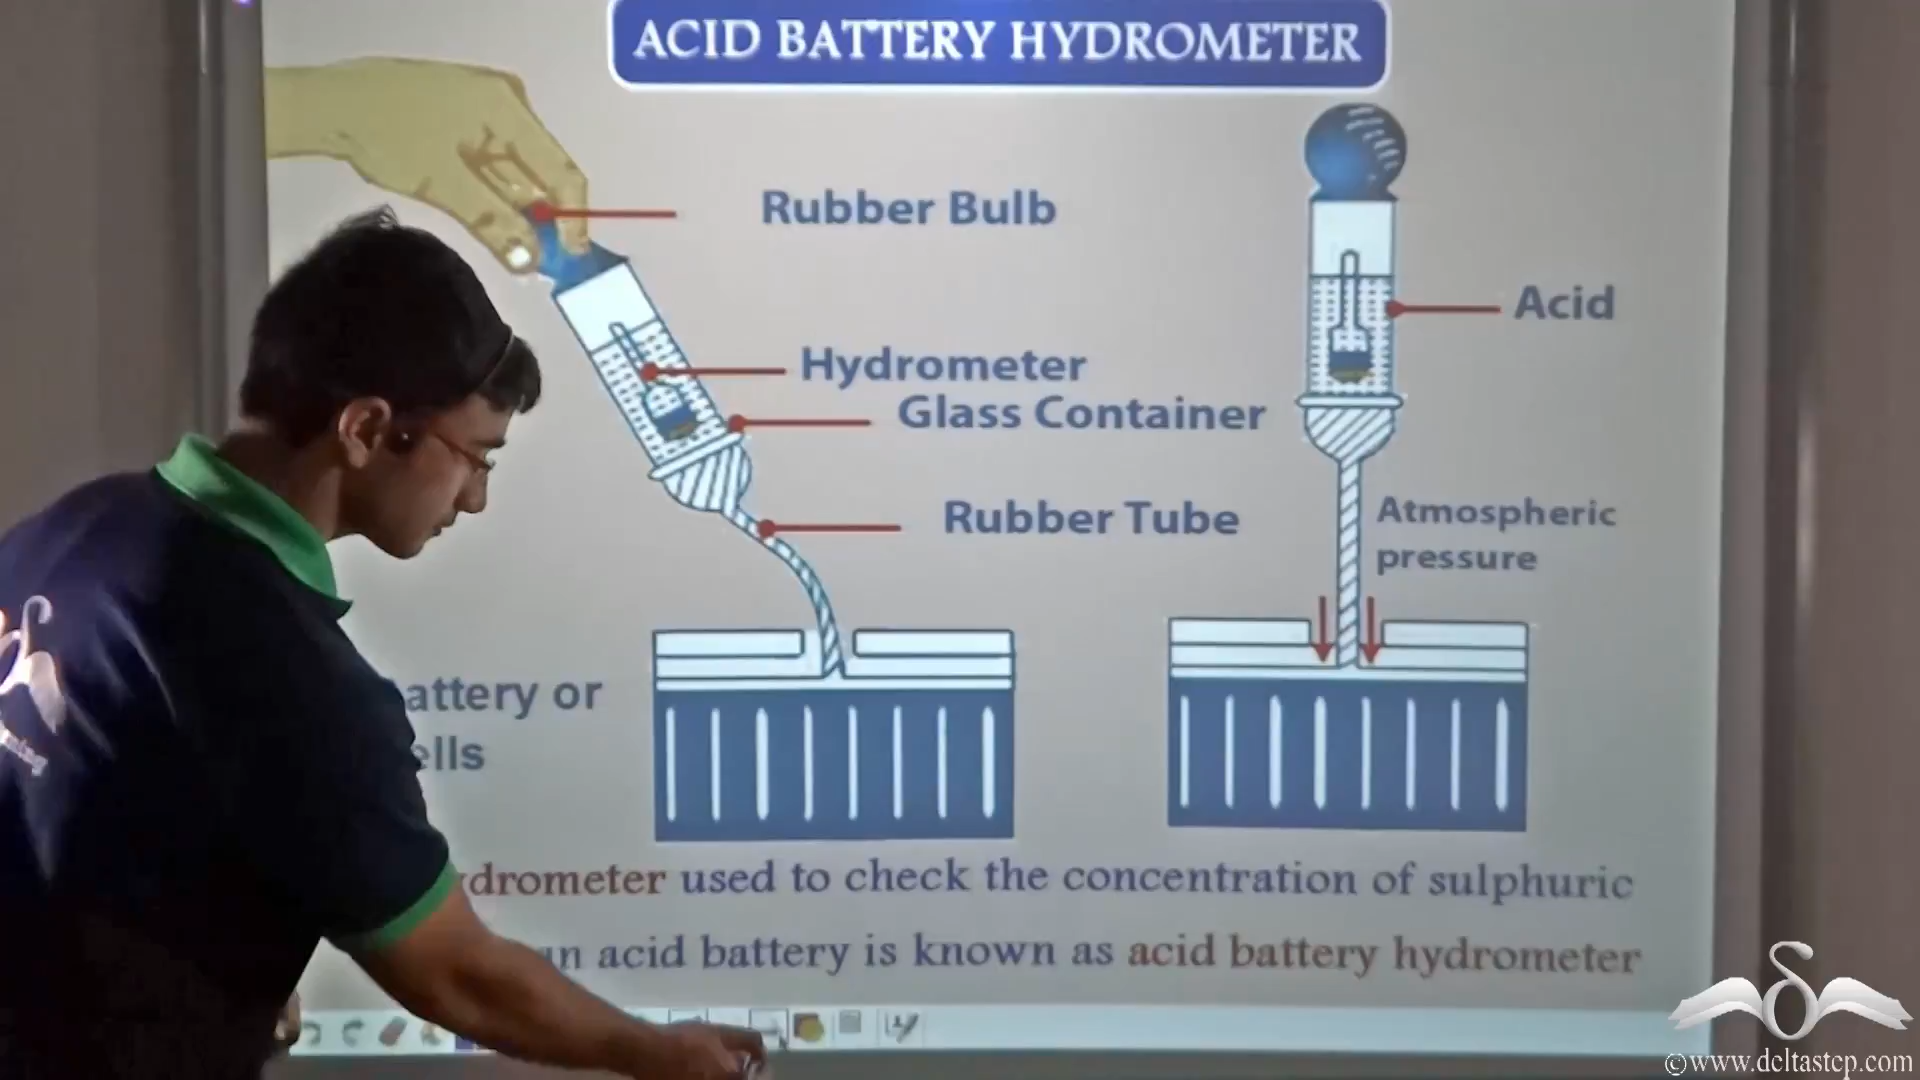 ACID BATTERY HYDROMETER
Rubber Bulb
Acid
Hydrometer
Glass Container
Rubber Tube
Atmospheric
pressure
attery or
ells
drometer used to check the concentration of sulphuric
an acid battery is known as acid battery hydrometer
©www.deltastep.com